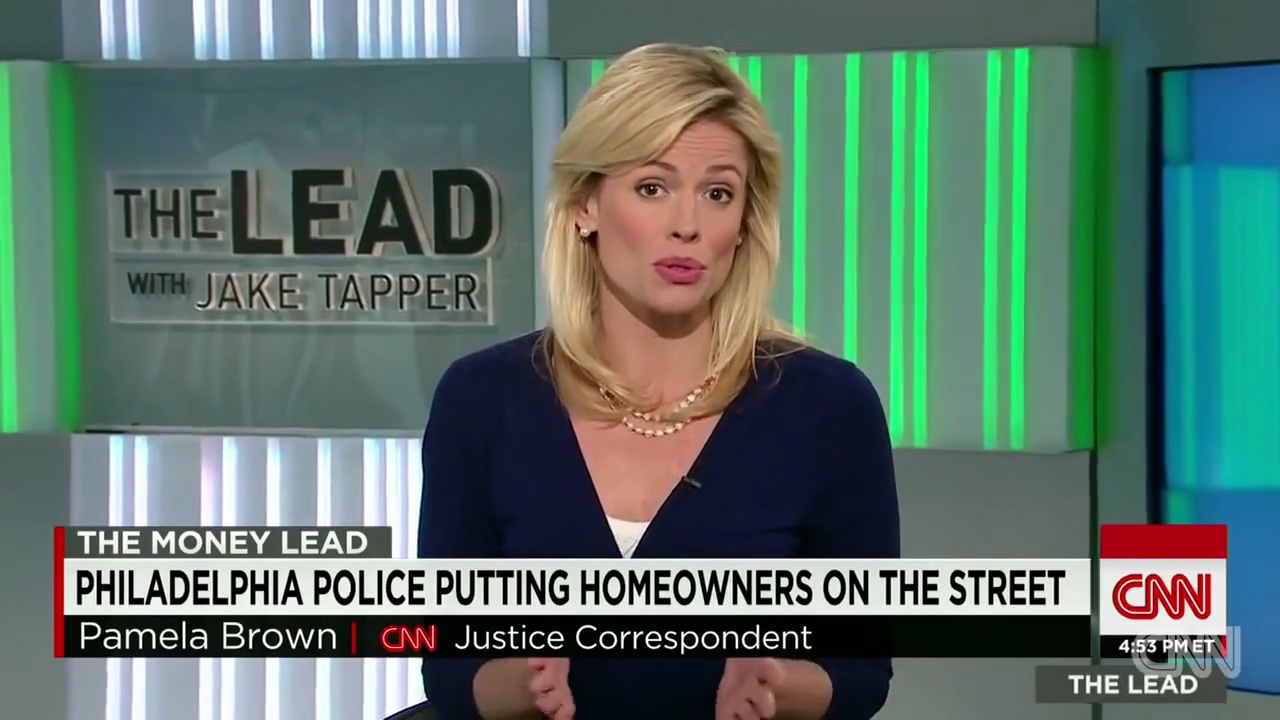 THE LEAD
WITH JAKE TAPPER
THE MONEY LEAD
PHILADELPHIA POLICE PUTTING HOMEOWNERS ON THE STREET
Pamela Brown | CNN Justice Correspondent
CNN
4:53 PM ET
CNN
THE LEAD